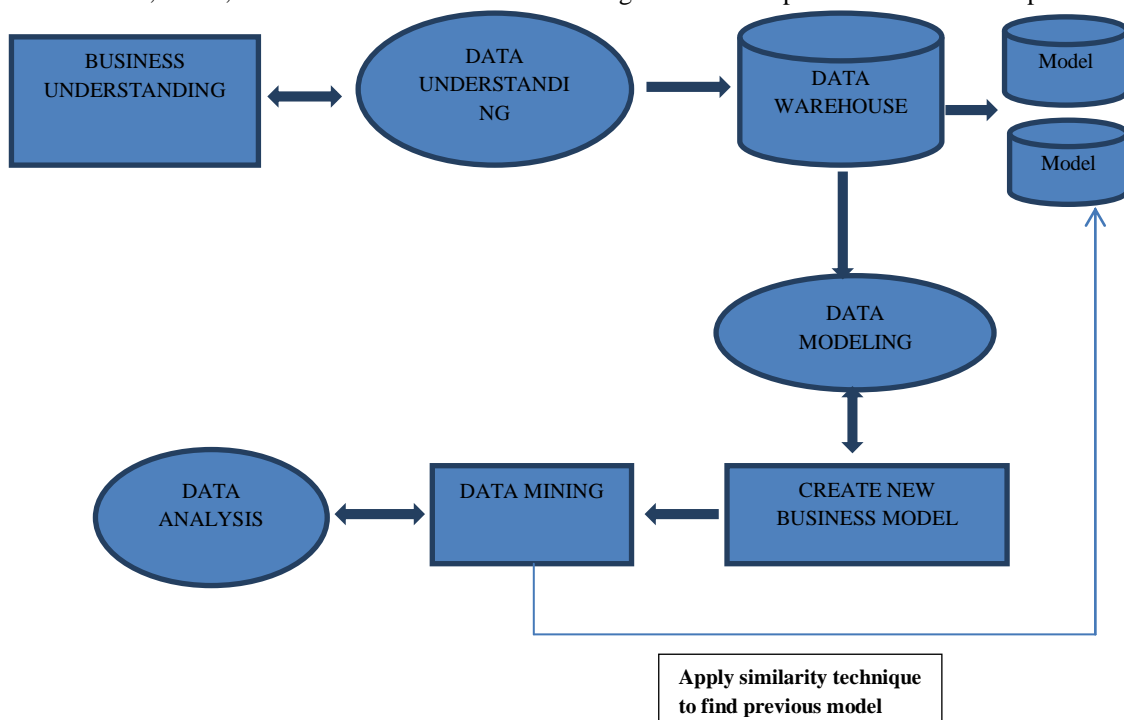 BUSINESS
UNDERSTANDING
DATA
UNDERSTANDI
NG
DATA
WAREHOUSE
Model
Model
DATA
MODELING
DATA
ANALYSIS
DATA MINING
CREATE NEW
BUSINESS MODEL
Apply similarity technique
to find previous model